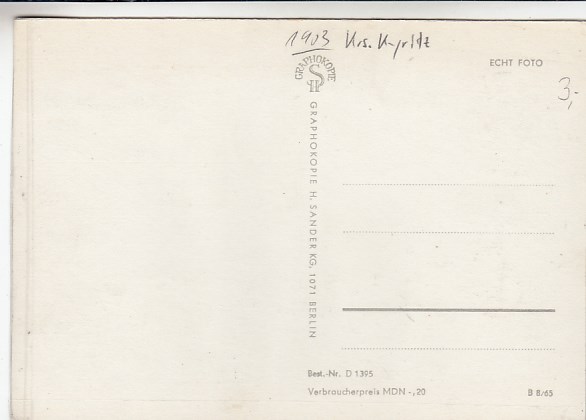 1903 Krs. Kyritz
GRAPHOKOPIE
SH
ECHT FOTO
3,-
GRAPHOKOPIE H. SANDER KG, 1071 BERLIN
Best.-Nr. D 1395
Verbraucherpreis MDN -,20
B 8/65